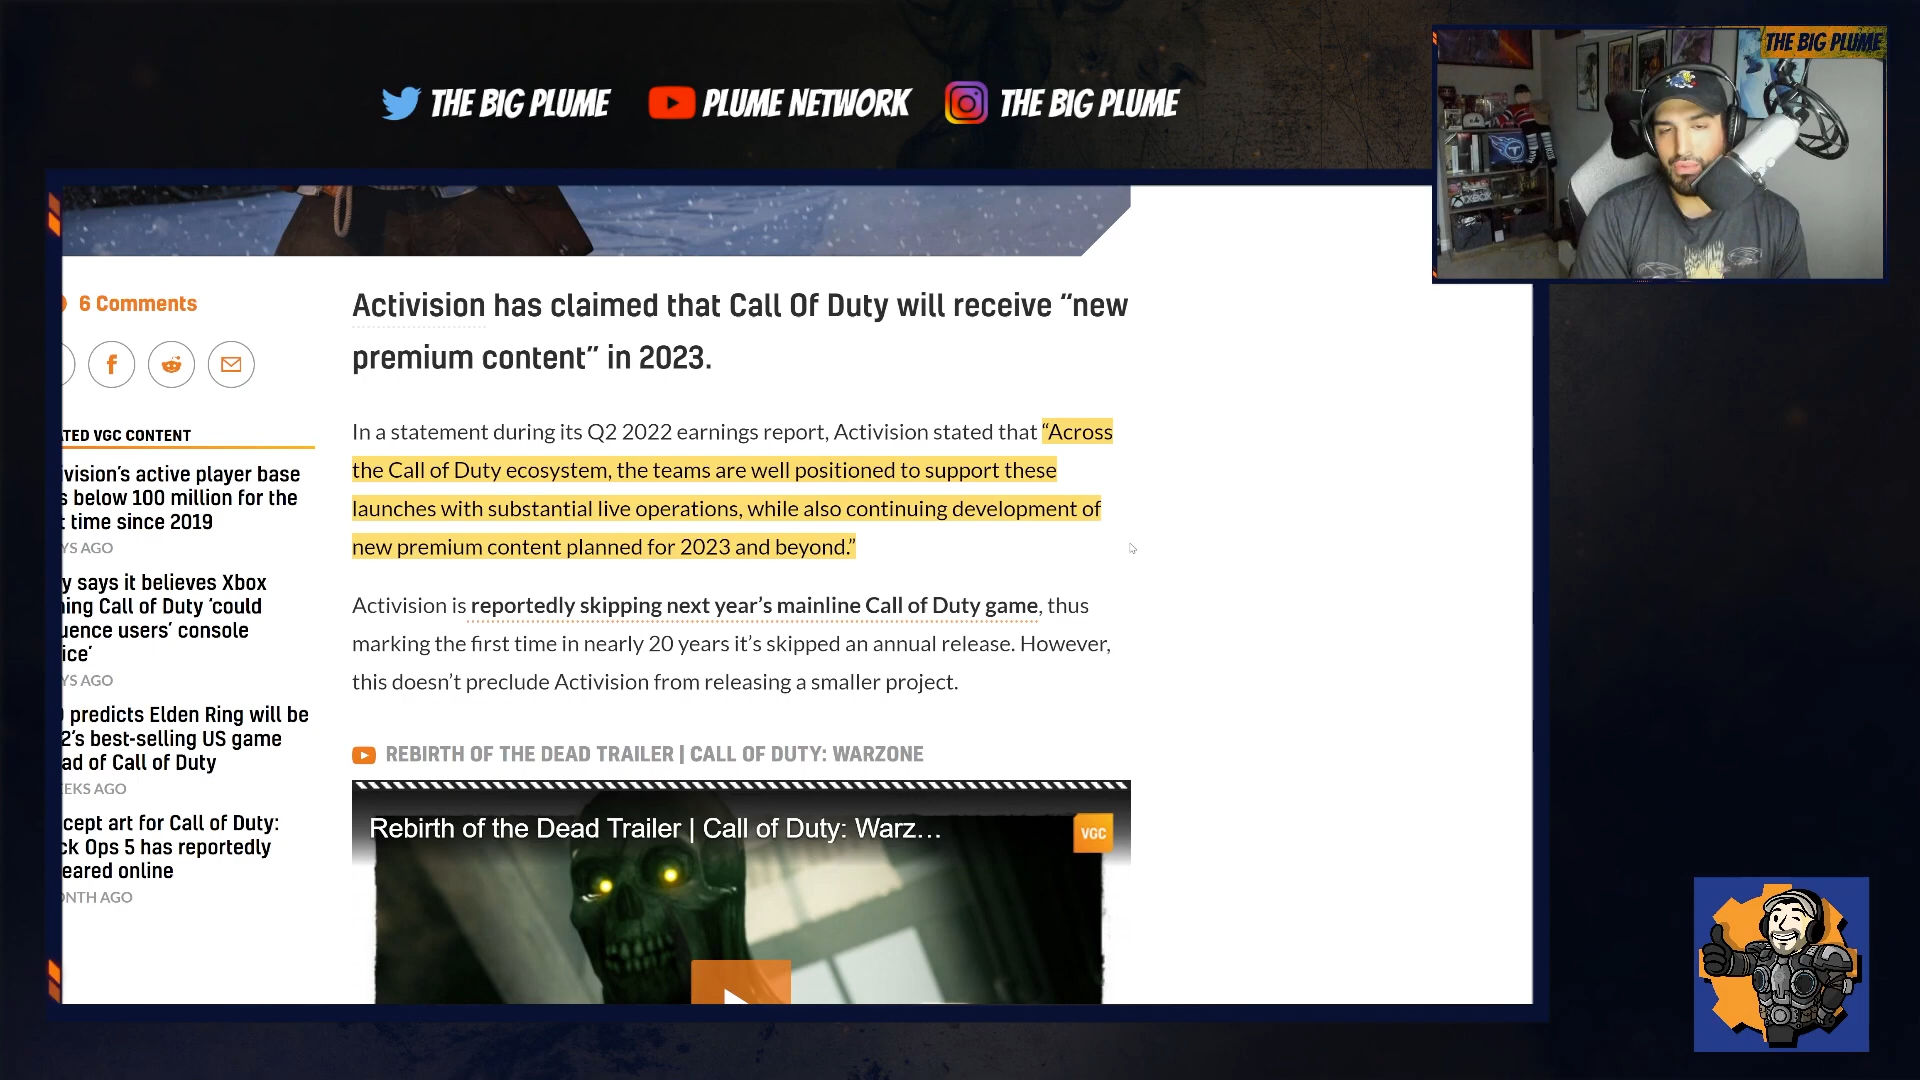 THE BIG PLUME
PLUME NETWORK
THE BIG PLUME
THE BIG PLUME
6 Comments
ATED VGC CONTENT
ivision's active player base
s below 100 million for the
t time since 2019
YS AGO
y says it believes Xbox
ning Call of Duty 'could
uence users' console
ice'
YS AGO
predicts Elden Ring will be
2's best-selling US game
ad of Call of Duty
EKS AGO
cept art for Call of Duty:
ck Ops 5 has reportedly
eared online
ONTH AGO
Activision has claimed that Call Of Duty will receive “new
premium content” in 2023.
In a statement during its Q2 2022 earnings report, Activision stated that “Across
the Call of Duty ecosystem, the teams are well positioned to support these
launches with substantial live operations, while also continuing development of
new premium content planned for 2023 and beyond.”
Activision is reportedly skipping next year’s mainline Call of Duty game, thus
marking the first time in nearly 20 years it’s skipped an annual release. However,
this doesn’t preclude Activision from releasing a smaller project.
REBIRTH OF THE DEAD TRAILER | CALL OF DUTY: WARZONE
Rebirth of the Dead Trailer | Call of Duty: Warz...
VGC